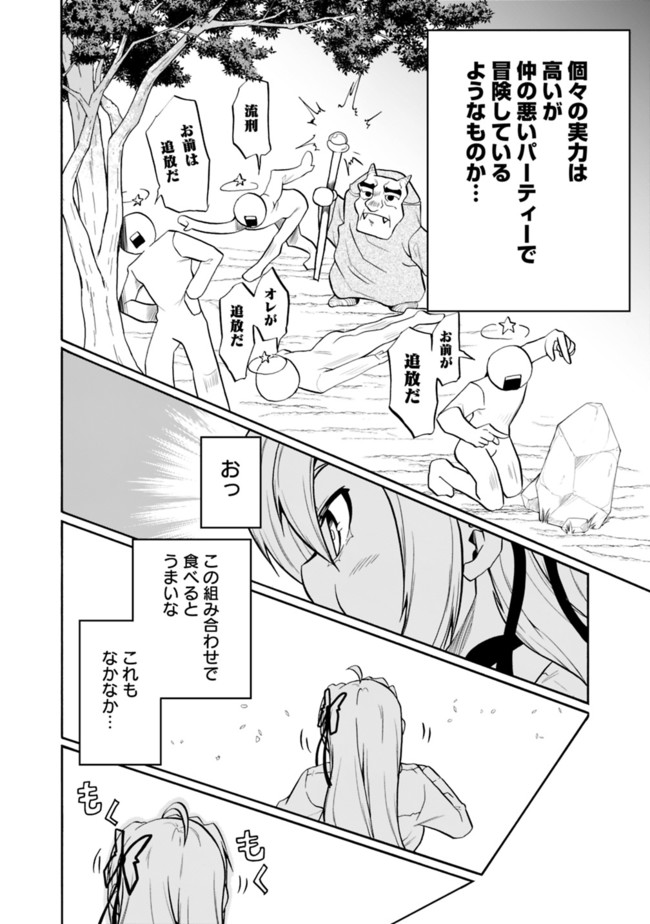 個々の実力は
高いが
仲の悪いパーティーで
冒険している
ようなものか…
流刑
お前は
追放だ
オレが
追放だ
お前が
追放だ
おっ
この組み合わせで
食べると
うまいな
これも
なかなか…
もく
もく